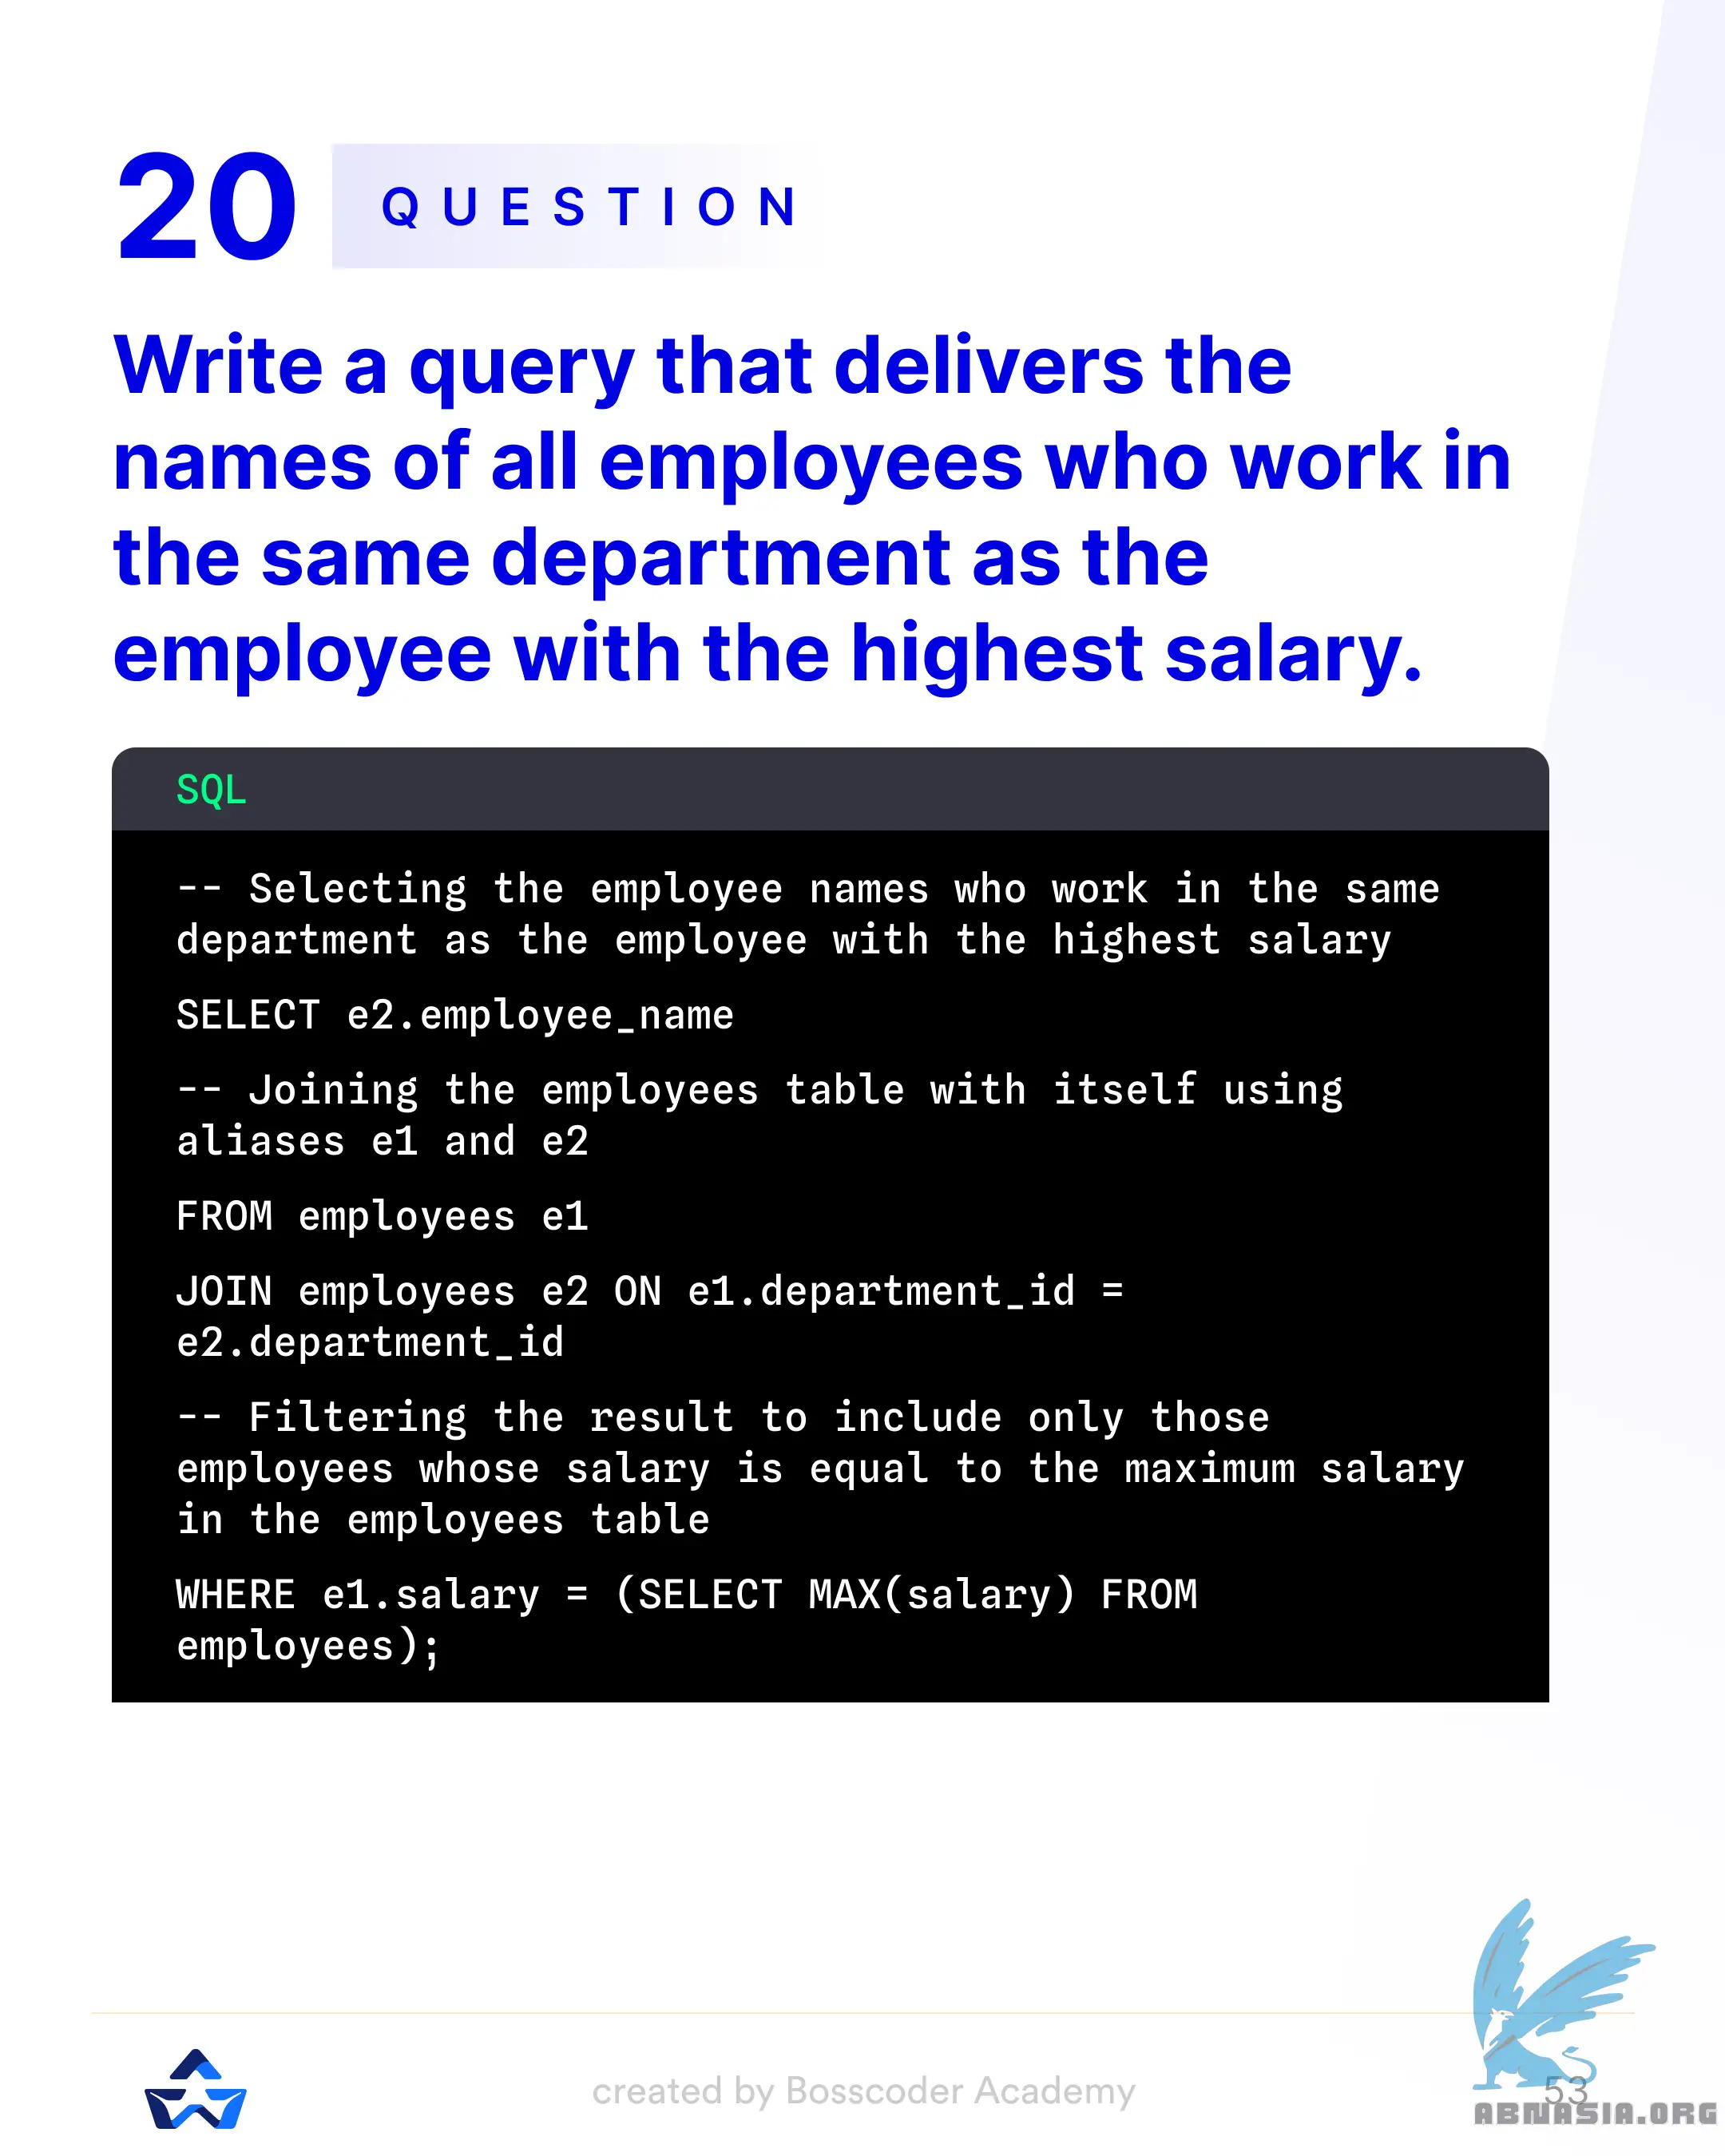 20 QUESTION
Write a query that delivers the
names of all employees who work in
the same department as the
employee with the highest salary.
SQL
-- Selecting the employee names who work in the same
department as the employee with the highest salary
SELECT e2.employee_name
-- Joining the employees table with itself using
aliases e1 and e2
FROM employees e1
JOIN employees e2 ON e1.department_id =
e2.department_id
-- Filtering the result to include only those
employees whose salary is equal to the maximum salary
in the employees table
WHERE e1.salary = (SELECT MAX(salary) FROM
employees);
created by Bosscoder Academy
53
ABNASIA.ORG